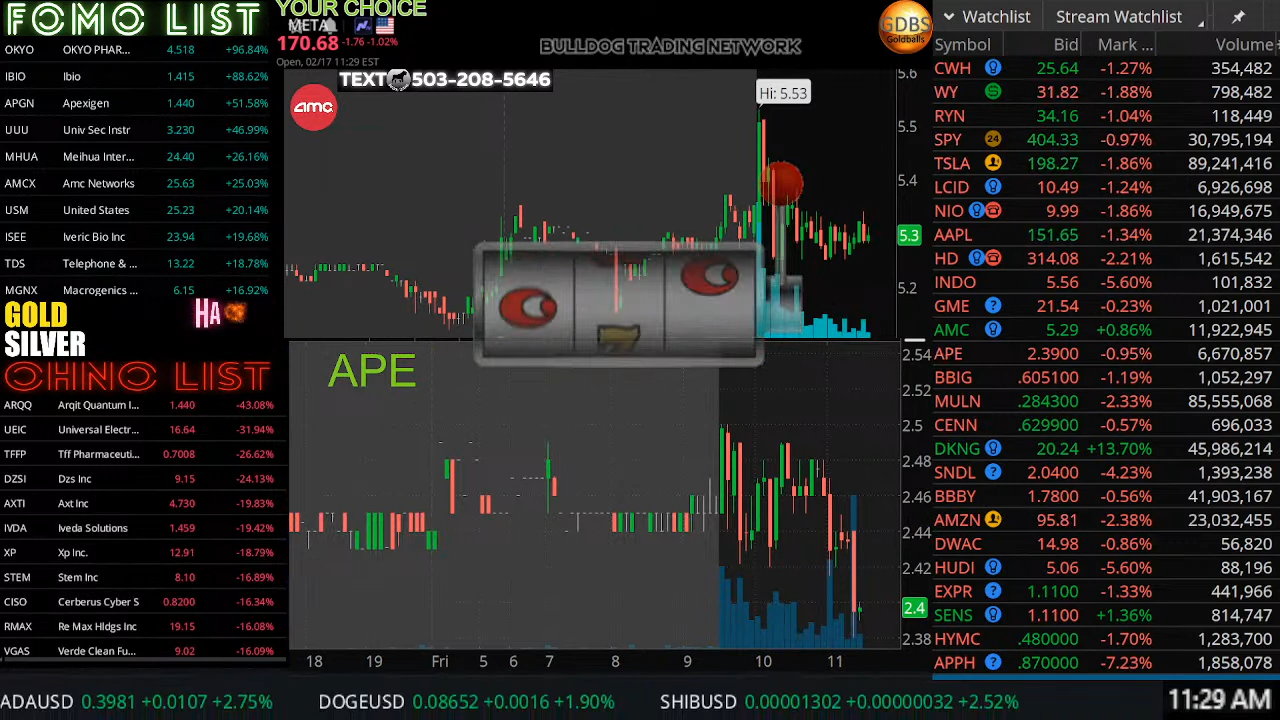 FOMO LIST
OKYO OKYO PHAR... 4.518 +96.84%
IBIO Ibio 1.415 +88.62%
APGN Apexigen 1.440 +51.58%
UUU Univ Sec Instr 3.230 +46.99%
MHUA Meihua Inter... 24.40 +26.16%
AMCX Amc Networks 25.63 +25.03%
USM United States 25.23 +20.14%
ISEE Iveric Bio Inc 23.94 +19.68%
TDS Telephone & ... 13.22 +18.78%
MGNX Macrogenics ... 6.15 +16.92%
GOLD
SILVER
HA
OHNO LIST
ARQQ Arqit Quantum I... 1.440 -43.08%
UEIC Universal Electr... 16.64 -31.94%
TFFP Tff Pharmaceuti... 0.7008 -26.62%
DZSI Dzs Inc 9.15 -24.13%
AXTI Axt Inc 4.730 -19.83%
IVDA Iveda Solutions 1.459 -19.42%
XP Xp Inc. 12.91 -18.79%
STEM Stem Inc 8.10 -16.89%
CISO Cerberus Cyber S 0.8200 -16.34%
RMAX Re Max Hldgs Inc 19.15 -16.08%
VGAS Verde Clean Fu... 9.02 -16.09%
YOUR CHOICE
META
170.68 -1.76 -1.02%
Open, 02/17 11:29 EST
BULLDOG TRADING NETWORK
GDBS
Goldballs
TEXT 503-208-5646
amc
Hi: 5.53
5.6
5.5
5.4
5.3
5.2
7
APE
2.54
2.52
2.5
2.48
2.46
2.44
2.42
2.4
2.38
18 19 Fri 5 6 7 8 9 10 11
Watchlist Stream Watchlist
Symbol Bid Mark ... Volume
CWH 25.64 -1.27% 354,482
WY 31.82 -1.88% 798,482
RYN 34.16 -1.04% 118,449
SPY 24 404.33 -0.97% 30,795,194
TSLA 198.27 -1.86% 89,241,416
LCID 10.49 -1.24% 6,926,698
NIO 9.99 -1.86% 16,949,675
AAPL 151.65 -1.34% 21,374,346
HD 314.08 -2.21% 1,615,542
INDO 5.56 -5.60% 101,832
GME ? 21.54 -0.23% 1,021,001
AMC 5.29 +0.86% 11,922,945
APE 2.3900 -0.95% 6,670,857
BBIG .605100 -1.19% 1,052,297
MULN .284300 -2.33% 85,555,068
CENN .629900 -0.57% 696,033
DKNG 20.24 +13.70% 45,986,214
SNDL ? 2.0400 -4.23% 1,393,238
BBBY 1.7800 -0.56% 41,903,167
AMZN 95.81 -2.38% 23,032,455
DWAC 14.98 -0.86% 56,820
HUDI 5.06 -5.60% 88,196
EXPR ? 1.1100 -1.33% 441,966
SENS 1.1100 +1.36% 814,747
HYMC .480000 -1.70% 1,283,700
APPH ? .870000 -7.23% 1,858,078
ADAUSD 0.3981 +0.0107 +2.75% DOGEUSD 0.08652 +0.0016 +1.90% SHIBUSD 0.00001302 +0.00000032 +2.52%
11:29 AM